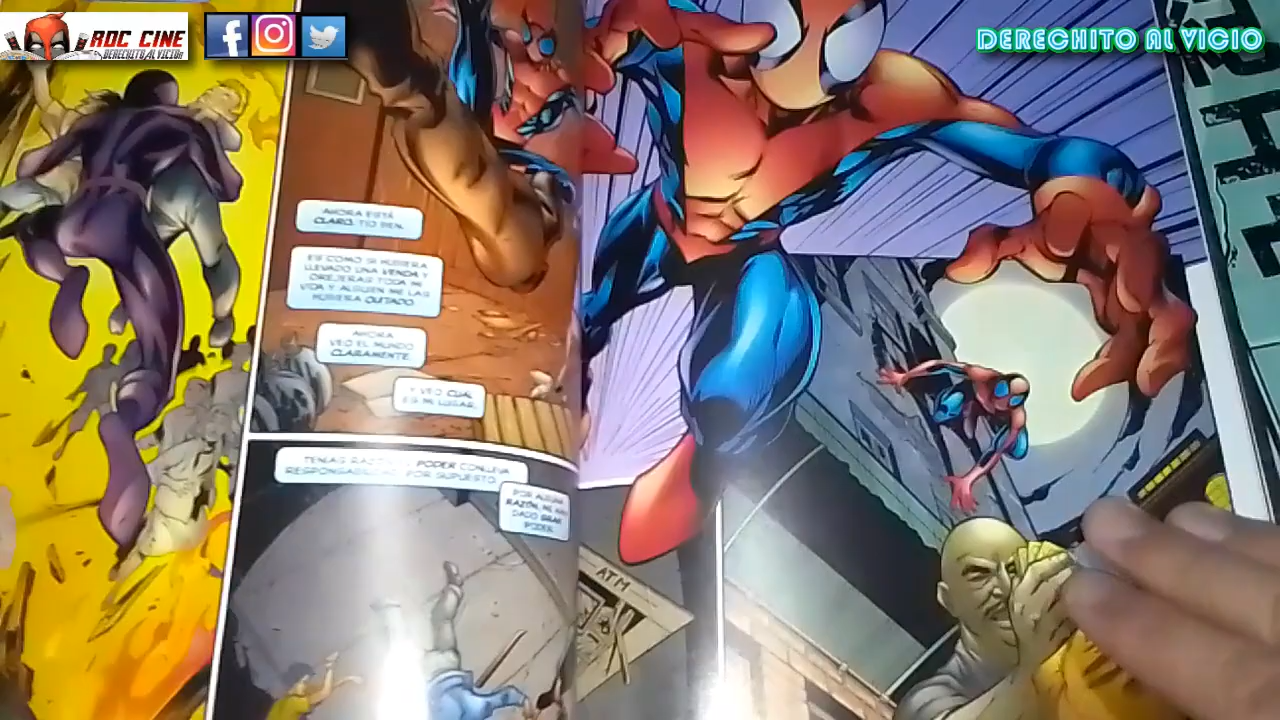 ROC CINE
DERECHITO AL VICIO
DERECHITO AL VICIO
AHORA ESTÁ
CLARO, TÍO BEN.
ES COMO SI HUBIERA
LLEVADO UNA VENDA Y
OREJERAS TODA MI
VIDA Y ALGUIEN ME LAS
HUBIERA QUITADO.
AHORA
VEO EL MUNDO
CLARAMENTE.
Y VEO CUÁL
ES MI LUGAR.
TENÍAS PODER CONLLEVA
RESPONSABILIDAD, POR SUPUESTO.
POR ALGUNA
RAZÓN, ME HAN
DADO GRAN
PODER.
ATM